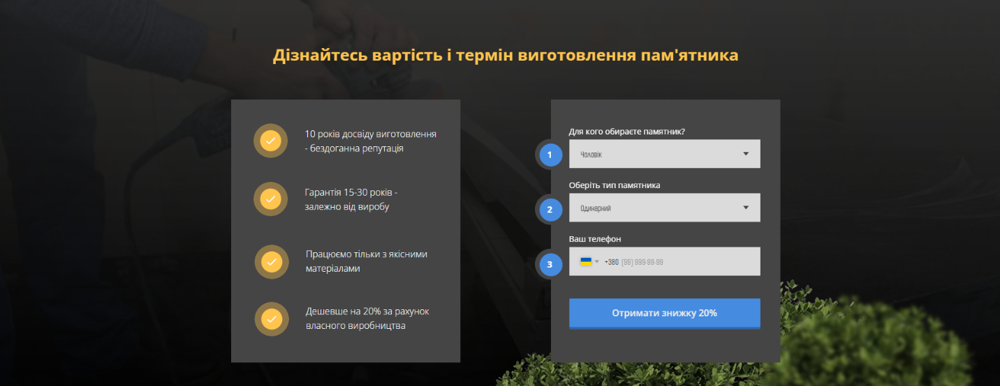 Дізнайтесь вартість і термін виготовлення пам'ятника
10 років досвіду виготовлення
- бездоганна репутація
Гарантія 15-30 років -
залежно від виробу
Працюємо тільки з якісними
матеріалами
Дешевше на 20% за рахунок
власного виробництва
Для кого обираєте памятник?
1
Чоловік
Оберіть тип памятника
2
Одинарний
Ваш телефон
3
+380 (99) 999-99-99
Отримати знижку 20%